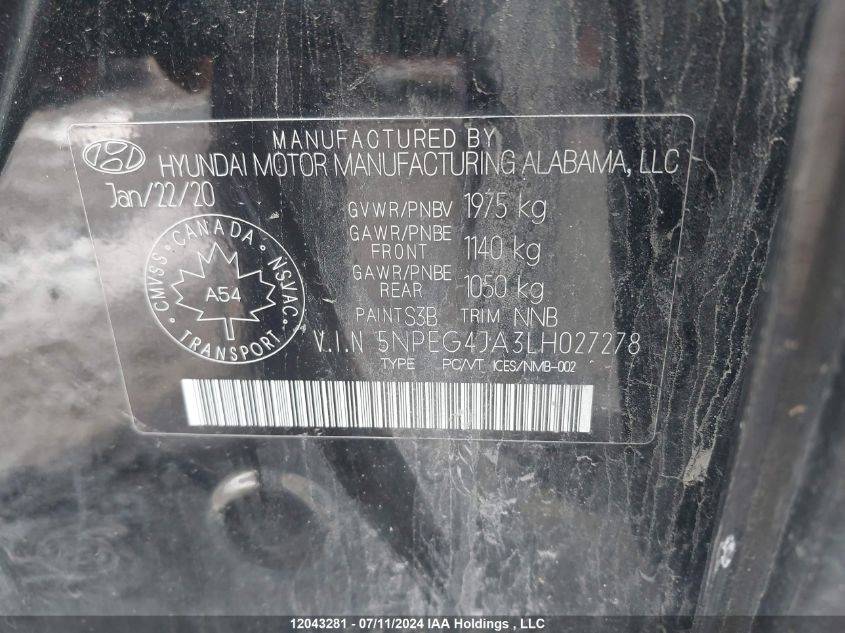 MANUFACTURED BY
HYUNDAI MOTOR MANUFACTURING ALABAMA, LLC
Jan/22/20
GVWR/PNBV 1975 kg
GAWR/PNBE FRONT 1140 kg
GAWR/PNBE REAR 1050 kg
PAINT S3B TRIM NNB
CMVSS · CANADA · NSVAC
A54
TRANSPORT
V.I.N 5NPEG4JA3LH027278
TYPE PC/VT ICES/NMB-002
12043281 - 07/11/2024 IAA Holdings , LLC